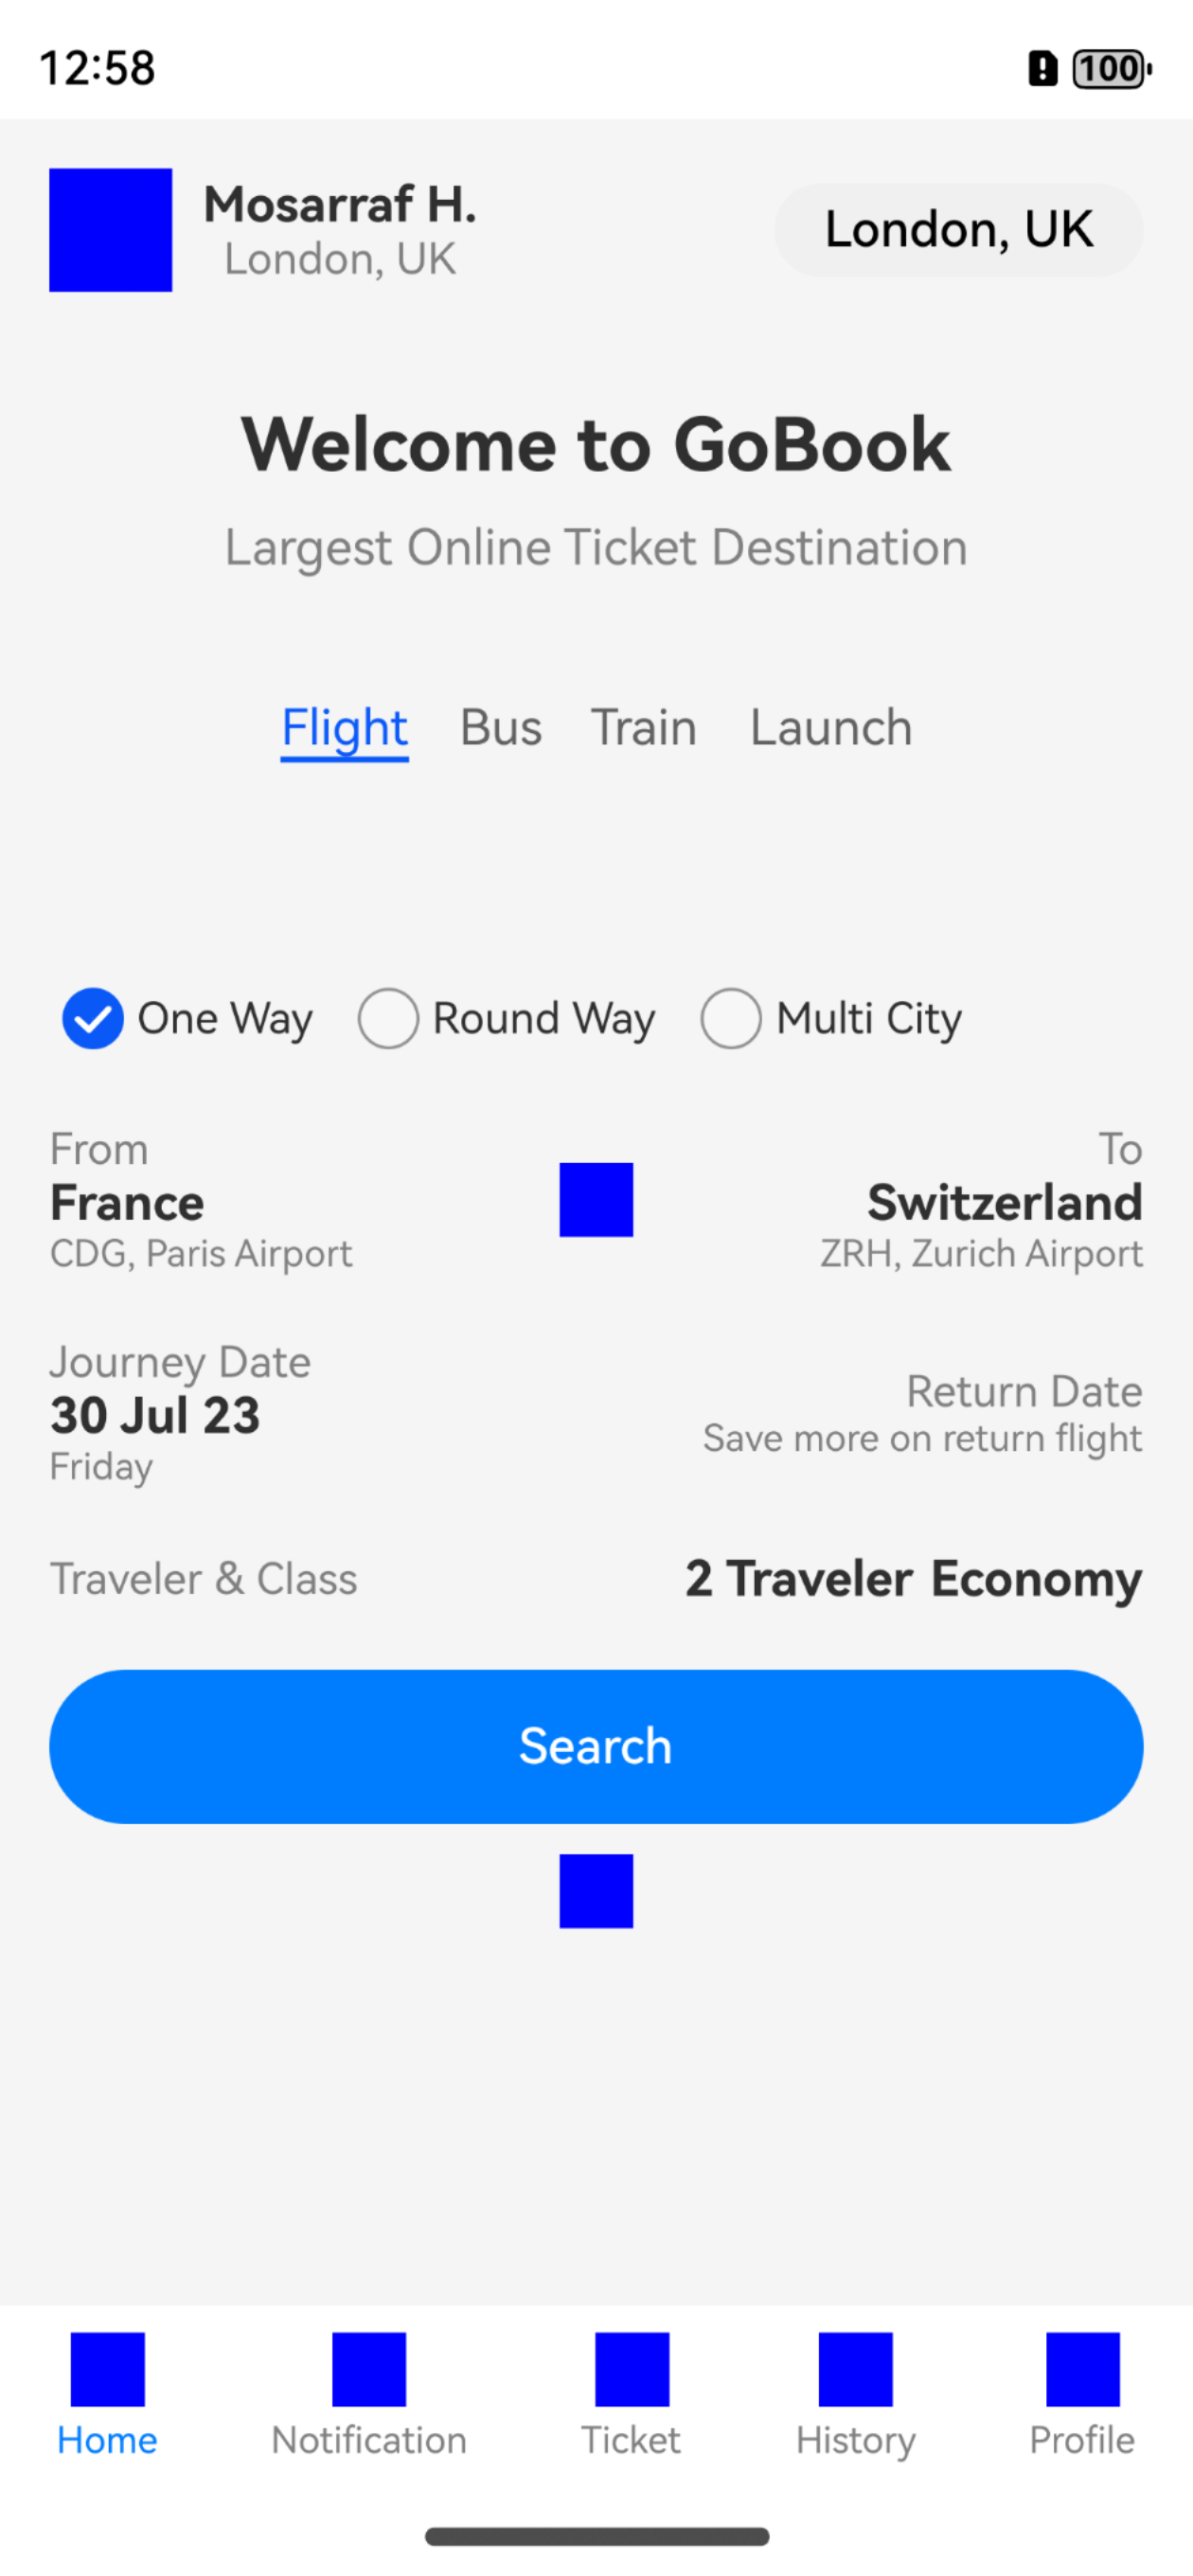 12:58
100
Mosarraf H.
London, UK
London, UK
Welcome to GoBook
Largest Online Ticket Destination
Flight Bus Train Launch
One Way Round Way Multi City
From
France
CDG, Paris Airport
To
Switzerland
ZRH, Zurich Airport
Journey Date
30 Jul 23
Friday
Return Date
Save more on return flight
Traveler & Class
2 Traveler Economy
Search
Home Notification Ticket History Profile